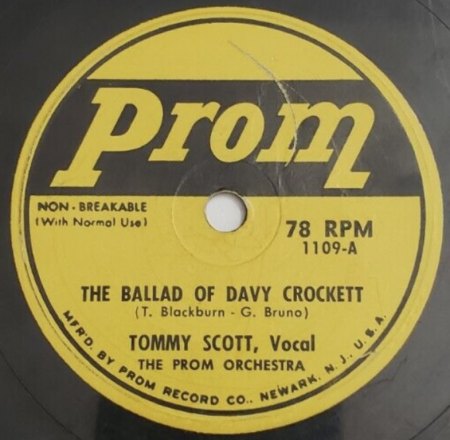 Prom
NON-BREAKABLE
(With Normal Use)
78 RPM
1109-A
THE BALLAD OF DAVY CROCKETT
(T. Blackburn - G. Bruno)
TOMMY SCOTT, Vocal
THE PROM ORCHESTRA
MFR'D. BY PROM RECORD CO., NEWARK, N. J., U. S. A.